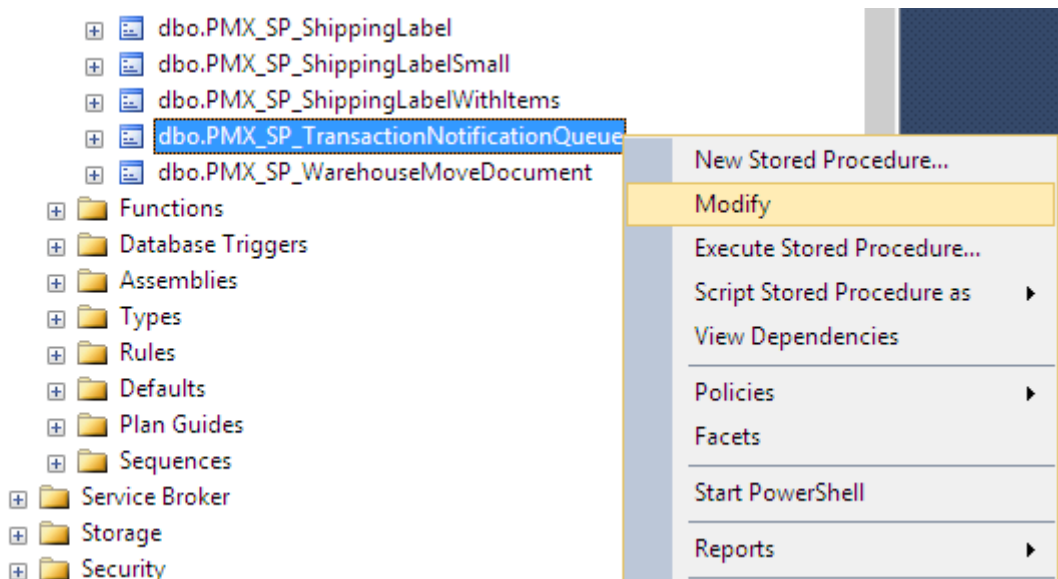 dbo.PMX_SP_ShippingLabel
dbo.PMX_SP_ShippingLabelSmall
dbo.PMX_SP_ShippingLabelWithItems
dbo.PMX_SP_TransactionNotificationQueue
dbo.PMX_SP_WarehouseMoveDocument
Functions
Database Triggers
Assemblies
Types
Rules
Defaults
Plan Guides
Sequences
Service Broker
Storage
Security
New Stored Procedure...
Modify
Execute Stored Procedure...
Script Stored Procedure as
View Dependencies
Policies
Facets
Start PowerShell
Reports